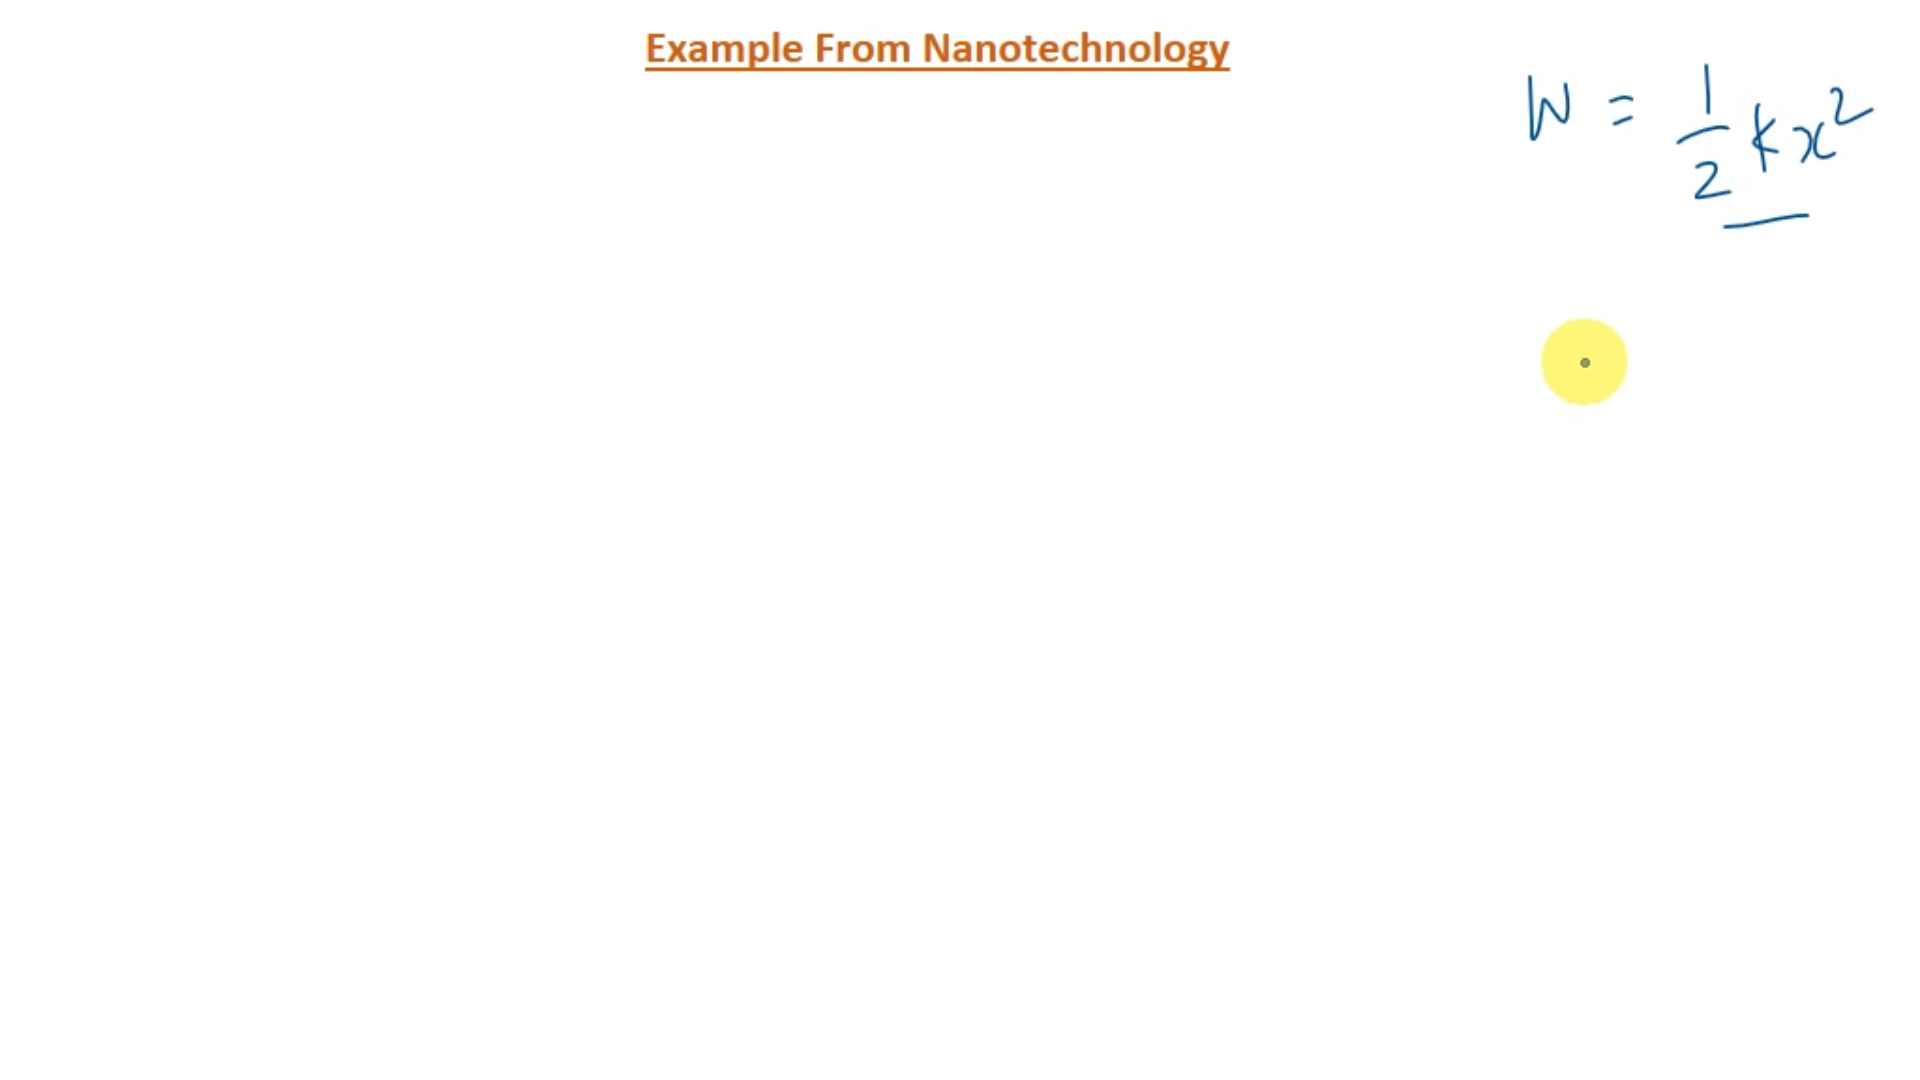 Example From Nanotechnology
W = 1/2 kx²